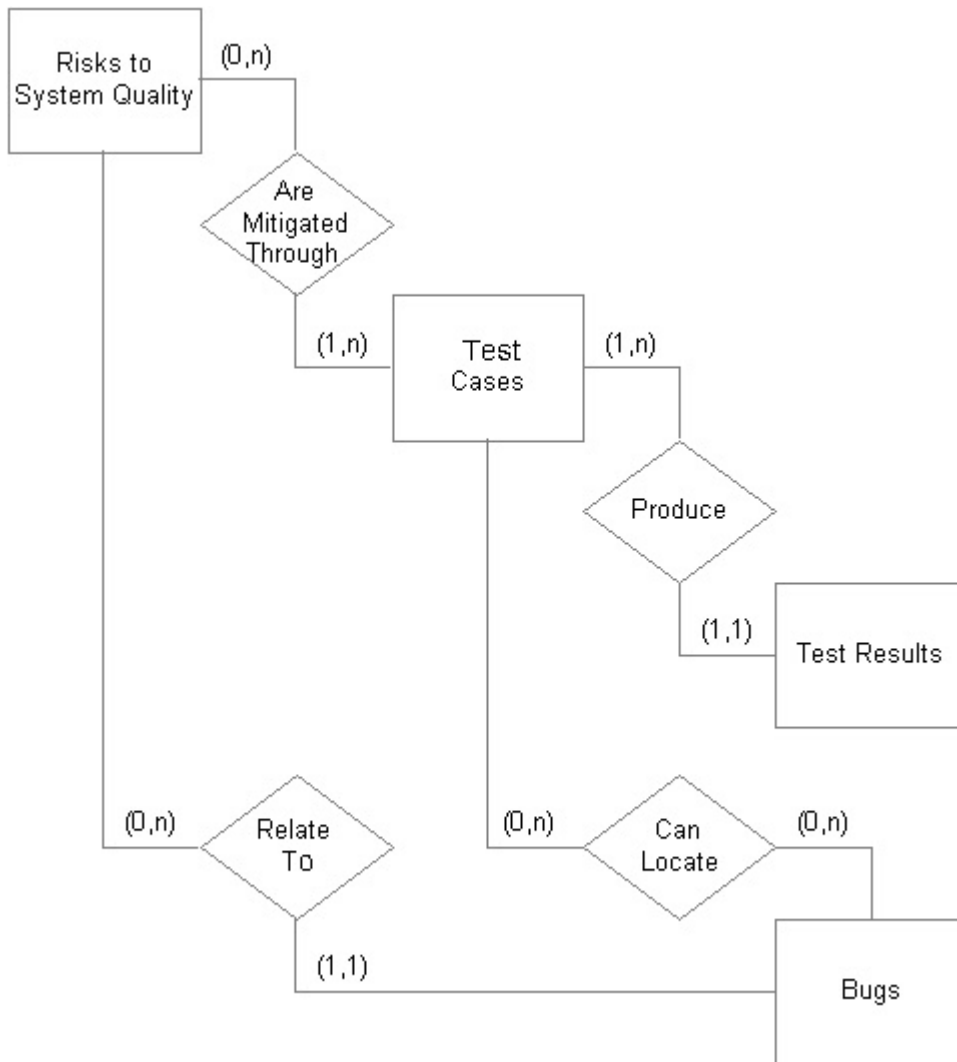 Risks to
System Quality
(0,n)
Are
Mitigated
Through
(1,n)
Test
Cases
(1,n)
Produce
(1,1)
Test Results
(0,n)
Relate
To
(0,n)
Can
Locate
(0,n)
(1,1)
Bugs